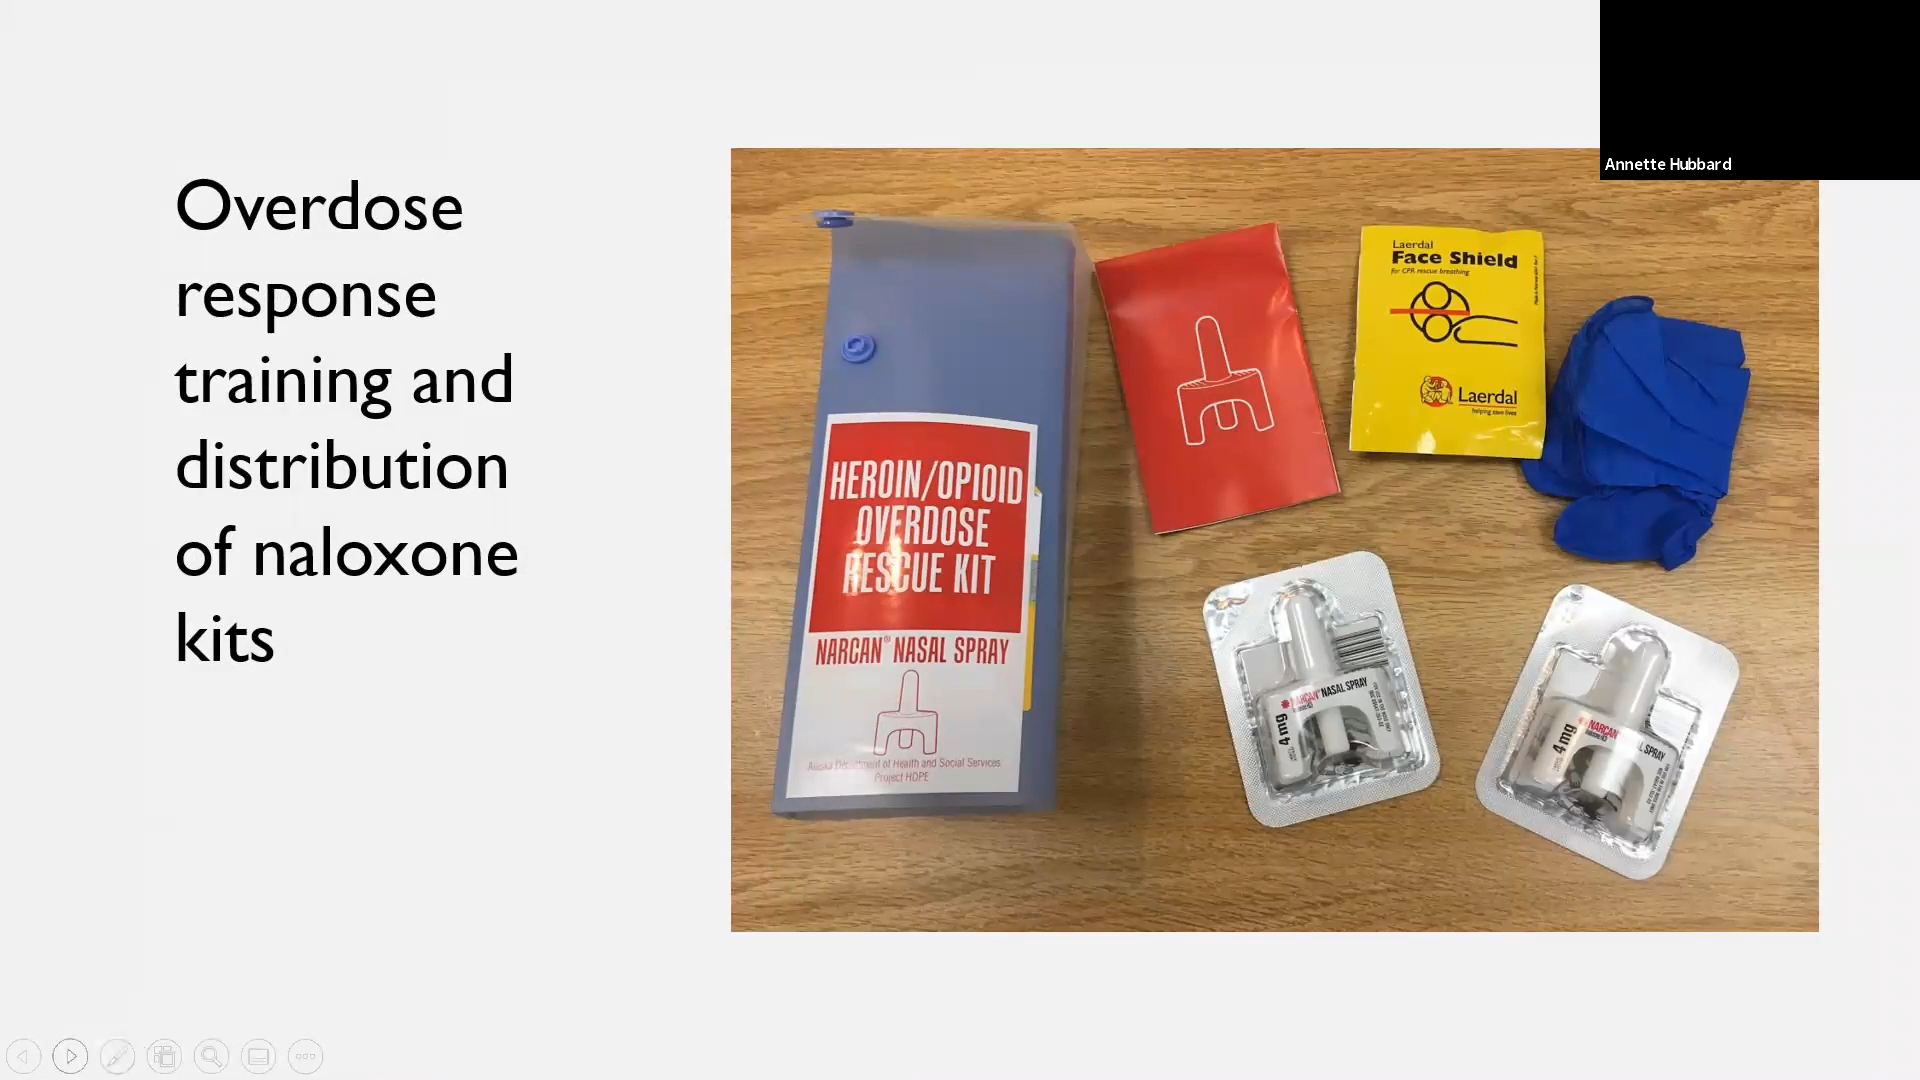 Annette Hubbard
Overdose
response
training and
distribution
of naloxone
kits
HEROIN/OPIOID
OVERDOSE
RESCUE KIT
NARCAN® NASAL SPRAY
Alaska Department of Health and Social Services
Project HOPE
Laerdal
Face Shield
for CPR rescue breathing
Laerdal
helping save lives
NARCAN® NASAL SPRAY
4 mg
NARCAN
SPRAY
4 mg